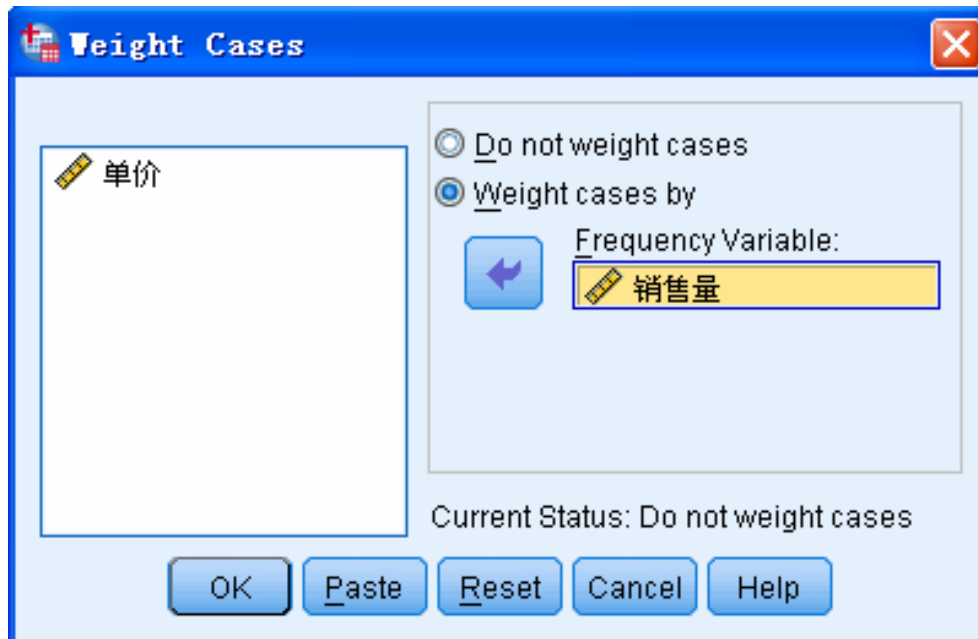 Weight Cases
单价
Do not weight cases
Weight cases by
Frequency Variable:
销售量
Current Status: Do not weight cases
OK
Paste
Reset
Cancel
Help